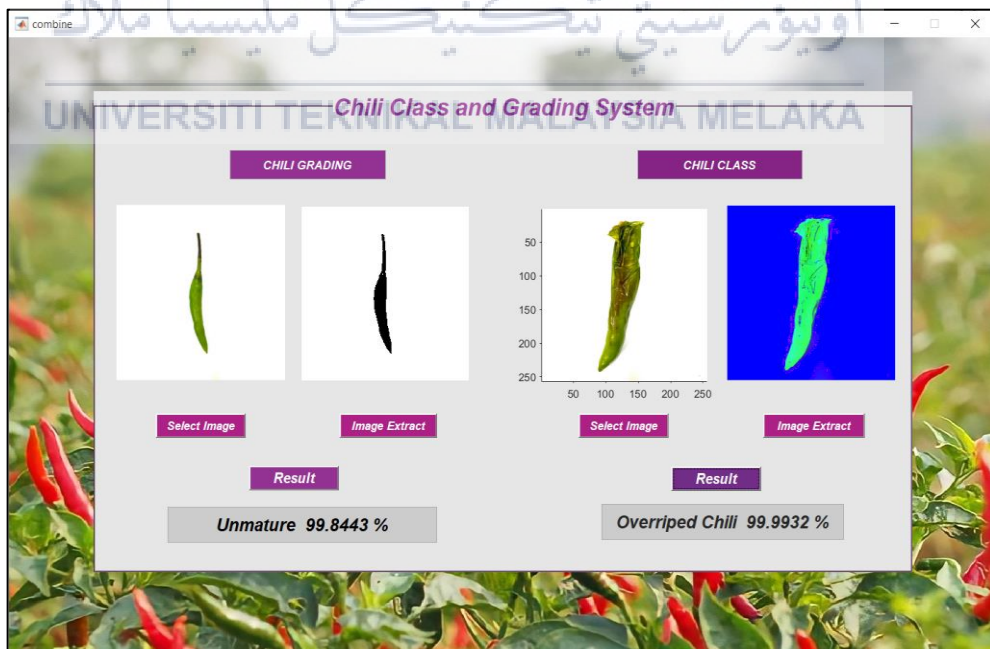 combine
اونيۏرسيتي تيكنيكل مليسيا ملاك
UNIVERSITI TEKNIKAL MALAYSIA MELAKA
Chili Class and Grading System
CHILI GRADING
CHILI CLASS
50
100
150
200
250
50 100 150 200 250
Select Image
Image Extract
Select Image
Image Extract
Result
Result
Unmature 99.8443 %
Overriped Chili 99.9932 %